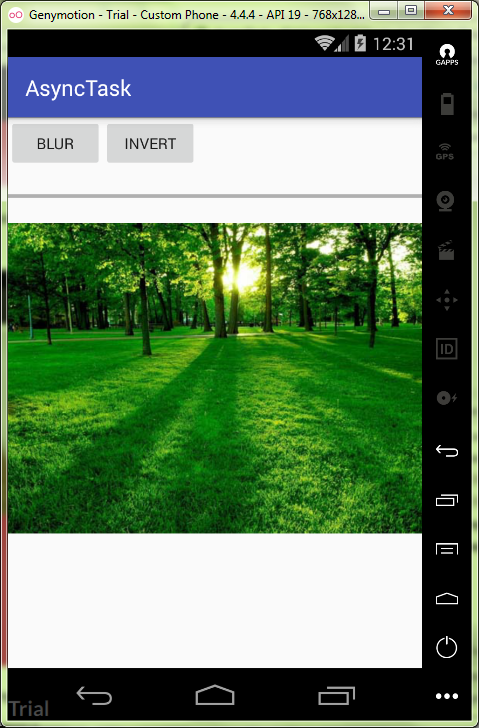 Genymotion - Trial - Custom Phone - 4.4.4 - API 19 - 768x128...
GAPPS
12:31
AsyncTask
BLUR
INVERT
GPS
ID
Trial